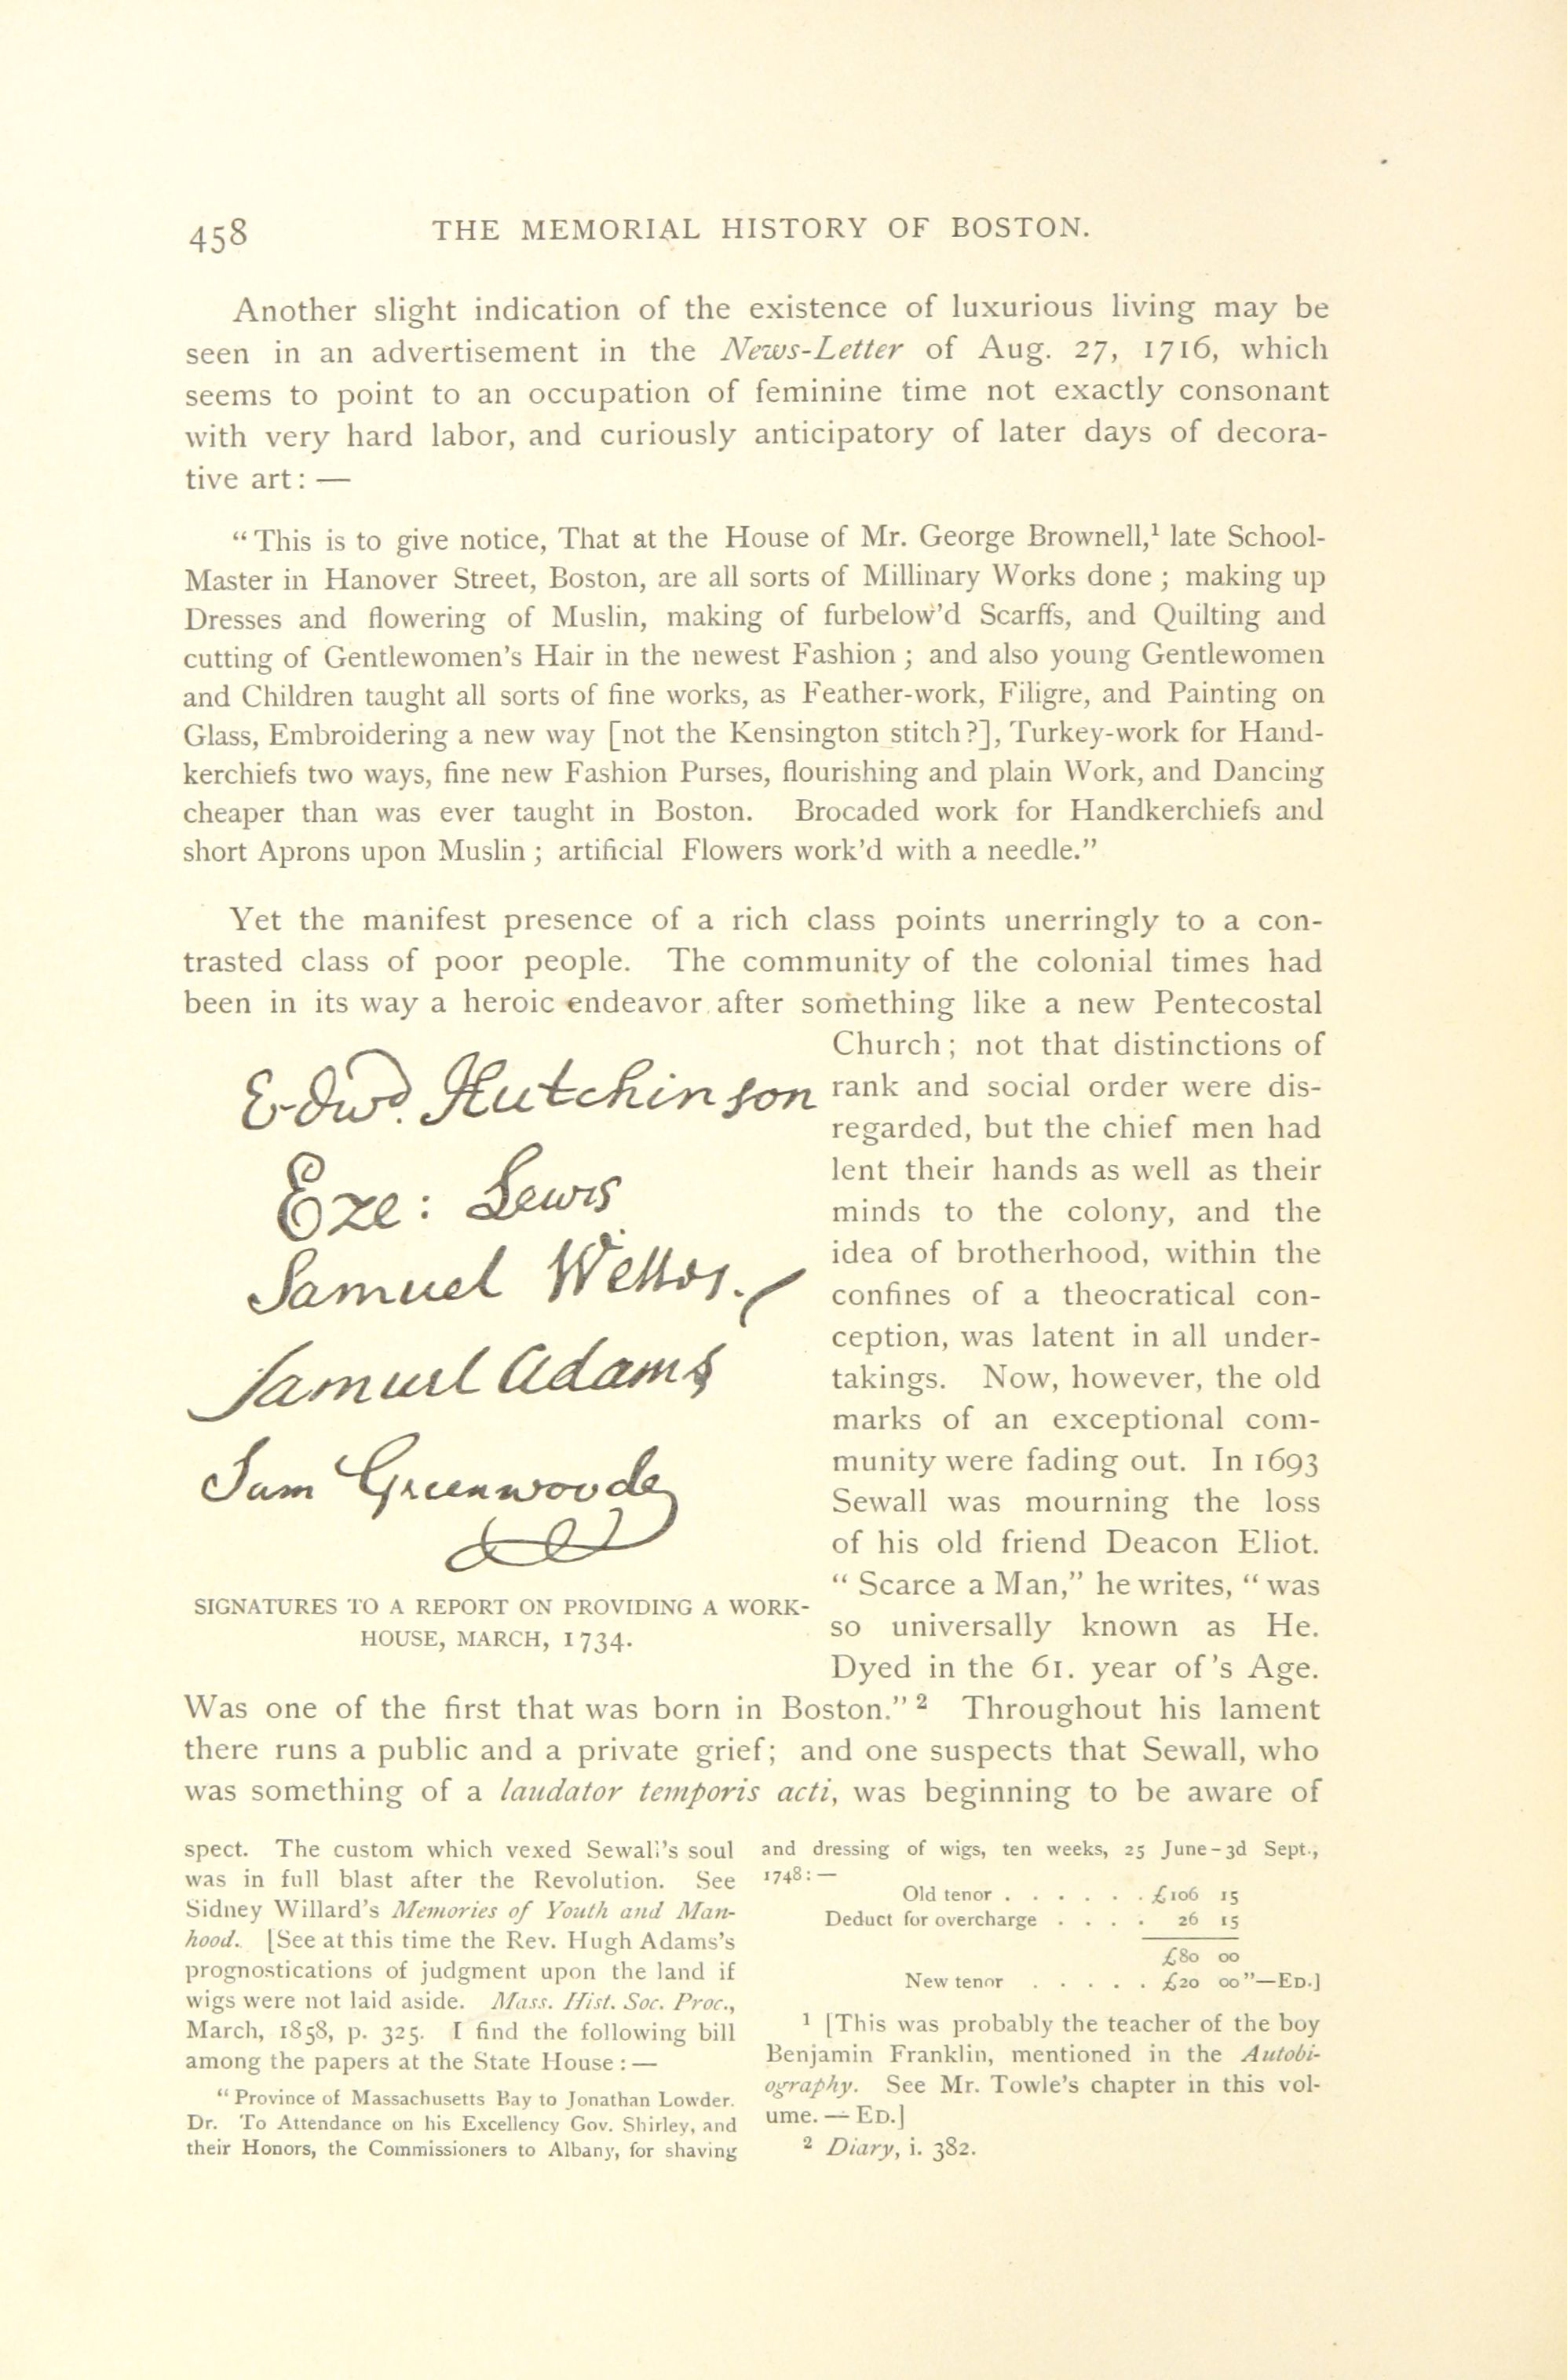 458 THE MEMORIAL HISTORY OF BOSTON.
Another slight indication of the existence of luxurious living may be
seen in an advertisement in the News-Letter of Aug. 27, 1716, which
seems to point to an occupation of feminine time not exactly consonant
with very hard labor, and curiously anticipatory of later days of decora-
tive art: —
“This is to give notice, That at the House of Mr. George Brownell,¹ late School-
Master in Hanover Street, Boston, are all sorts of Millinary Works done; making up
Dresses and flowering of Muslin, making of furbelow’d Scarffs, and Quilting and
cutting of Gentlewomen’s Hair in the newest Fashion; and also young Gentlewomen
and Children taught all sorts of fine works, as Feather-work, Filigre, and Painting on
Glass, Embroidering a new way [not the Kensington stitch?], Turkey-work for Hand-
kerchiefs two ways, fine new Fashion Purses, flourishing and plain Work, and Dancing
cheaper than was ever taught in Boston. Brocaded work for Handkerchiefs and
short Aprons upon Muslin; artificial Flowers work’d with a needle.”
Yet the manifest presence of a rich class points unerringly to a con-
trasted class of poor people. The community of the colonial times had
been in its way a heroic endeavor after something like a new Pentecostal
Church; not that distinctions of
rank and social order were dis-
regarded, but the chief men had
lent their hands as well as their
minds to the colony, and the
idea of brotherhood, within the
confines of a theocratical con-
ception, was latent in all under-
takings. Now, however, the old
marks of an exceptional com-
munity were fading out. In 1693
Sewall was mourning the loss
of his old friend Deacon Eliot.
“Scarce a Man,” he writes, “was
so universally known as He.
Dyed in the 61. year of ’s Age.
Edwd. Hutchinson
Eze: Lewis
Samuel Welles.
Samuel Adams
Sam Greenwoode
SIGNATURES TO A REPORT ON PROVIDING A WORK-
HOUSE, MARCH, 1734.
Was one of the first that was born in Boston.”² Throughout his lament
there runs a public and a private grief; and one suspects that Sewall, who
was something of a laudator temporis acti, was beginning to be aware of
spect. The custom which vexed Sewall’s soul
was in full blast after the Revolution. See
Sidney Willard’s Memories of Youth and Man-
hood. [See at this time the Rev. Hugh Adams’s
prognostications of judgment upon the land if
wigs were not laid aside. Mass. Hist. Soc. Proc.,
March, 1858, p. 325. I find the following bill
among the papers at the State House: —
“Province of Massachusetts Bay to Jonathan Lowder.
Dr. To Attendance on his Excellency Gov. Shirley, and
their Honors, the Commissioners to Albany, for shaving
and dressing of wigs, ten weeks, 25 June–3d Sept.,
1748: —
Old tenor . . . . . . £106 15
Deduct for overcharge . . . . 26 15
£80 00
New tenor . . . . . £20 00”—ED.]
¹ [This was probably the teacher of the boy
Benjamin Franklin, mentioned in the Autobi-
ography. See Mr. Towle’s chapter in this vol-
ume. — ED.]
² Diary, i. 382.